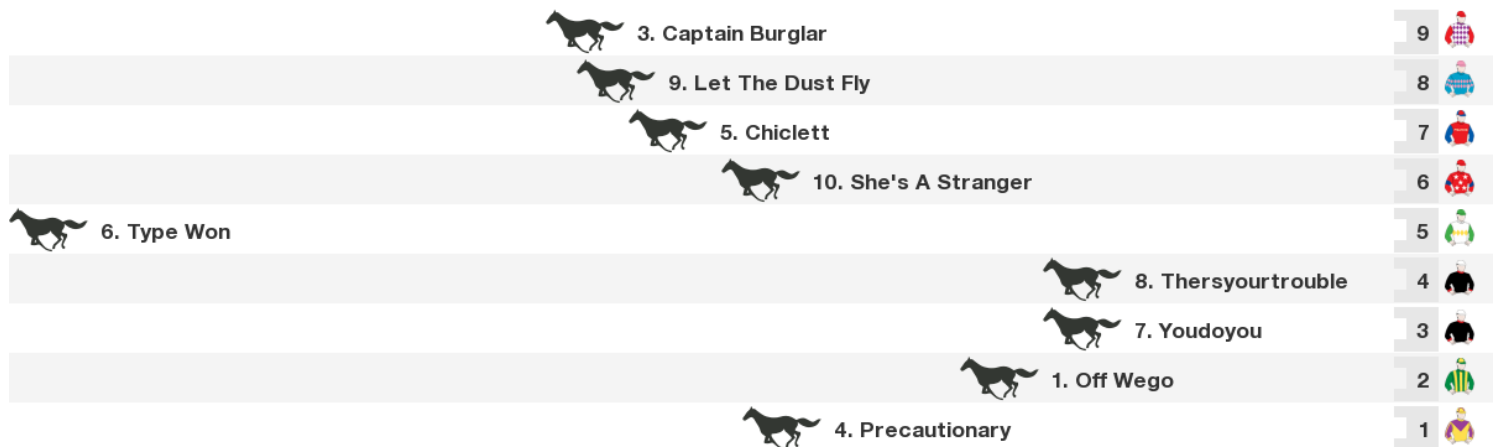 3. Captain Burglar 9
9. Let The Dust Fly 8
5. Chiclett 7
10. She's A Stranger 6
6. Type Won 5
8. Thersyourtrouble 4
7. Youdoyou 3
1. Off Wego 2
4. Precautionary 1